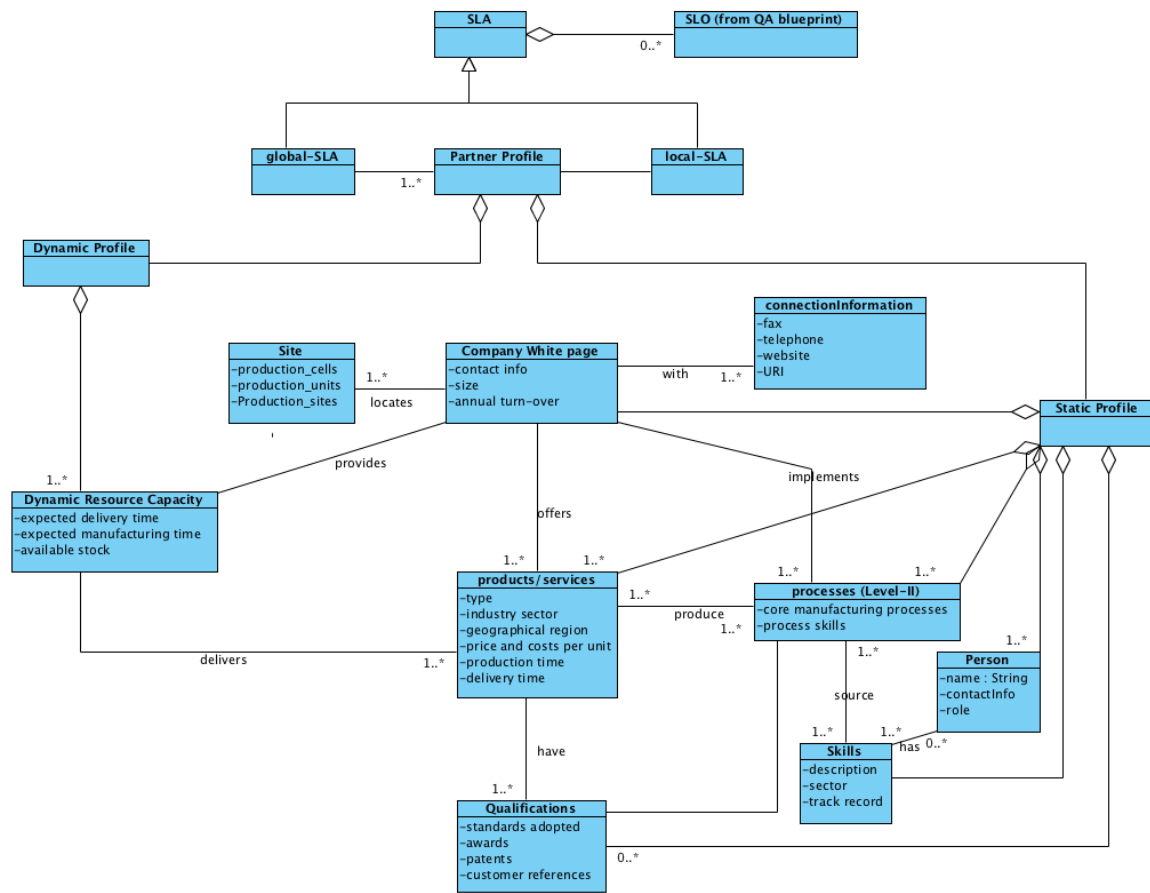 SLA
SLO (from QA blueprint)
0..*
global-SLA
Partner Profile
local-SLA
1..*
Dynamic Profile
connectionInformation
-fax
-telephone
-website
-URI
Site
-production_cells
-production_units
-Production_sites
Company White page
-contact info
-size
-annual turn-over
1..*
locates
with
1..*
Static Profile
provides
implements
1..*
Dynamic Resource Capacity
-expected delivery time
-expected manufacturing time
-available stock
offers
1..*
1..*
products/services
-type
-industry sector
-geographical region
-price and costs per unit
-production time
-delivery time
1..*
1..*
processes (Level-II)
-core manufacturing processes
-process skills
1..*
produce
1..*
delivers
1..*
1..*
Person
-name : String
-contactInfo
-role
1..*
source
1..*
1..*
has
0..*
Skills
-description
-sector
-track record
have
1..*
Qualifications
-standards adopted
-awards
-patents
-customer references
0..*